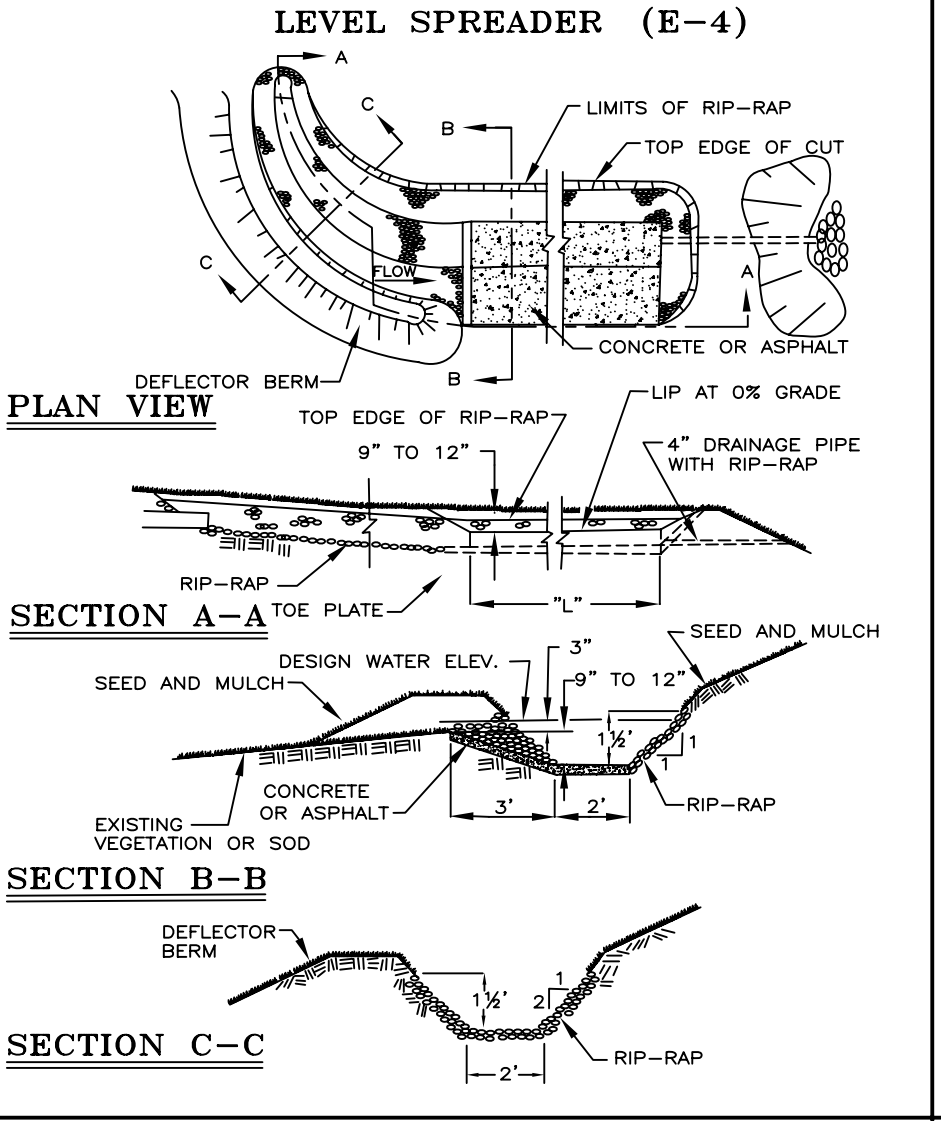 LEVEL SPREADER (E-4)
A
C
LIMITS OF RIP-RAP
B
TOP EDGE OF CUT
C
FLOW
A
CONCRETE OR ASPHALT
DEFLECTOR BERM
B
PLAN VIEW
LIP AT 0% GRADE
TOP EDGE OF RIP-RAP
9" TO 12"
4" DRAINAGE PIPE
WITH RIP-RAP
RIP-RAP
"L"
TOE PLATE
SECTION A-A
SEED AND MULCH
3"
DESIGN WATER ELEV.
SEED AND MULCH
9" TO 12"
1½'
1
1
CONCRETE
OR ASPHALT
3'
2'
RIP-RAP
EXISTING
VEGETATION OR SOD
SECTION B-B
DEFLECTOR
BERM
1½'
1
2
RIP-RAP
SECTION C-C
2'